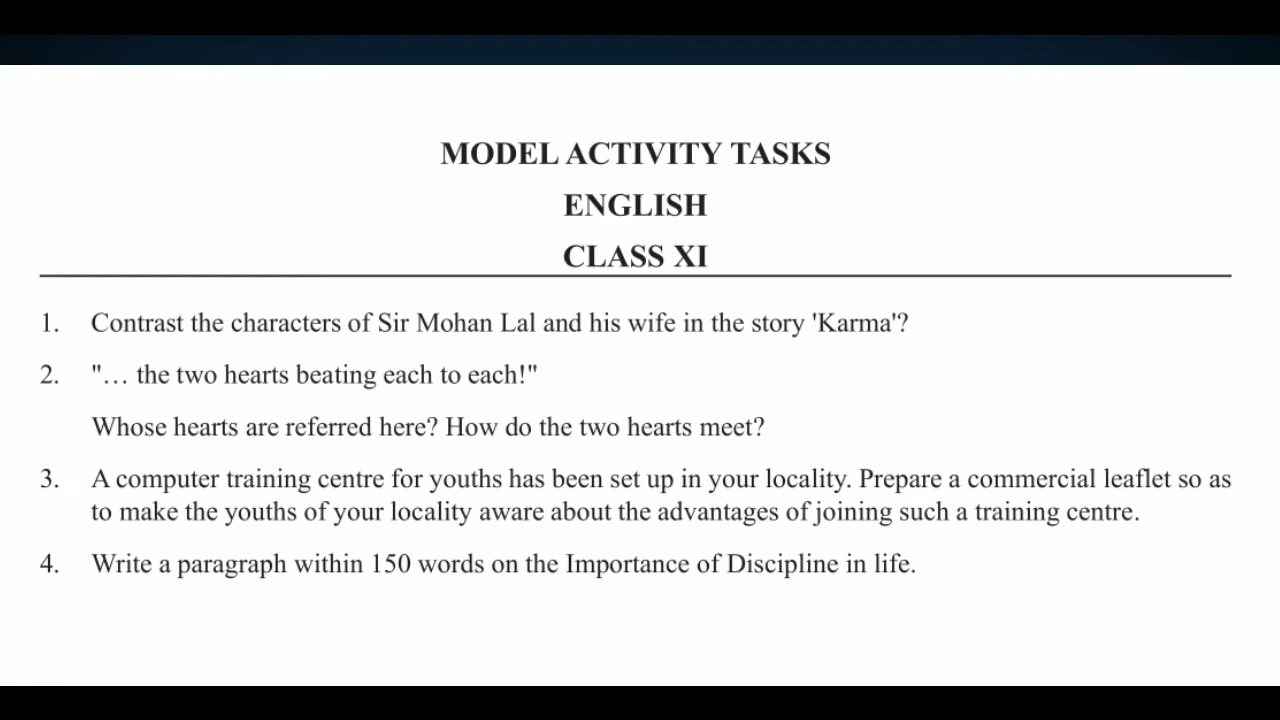 MODEL ACTIVITY TASKS
ENGLISH
CLASS XI
1. Contrast the characters of Sir Mohan Lal and his wife in the story 'Karma'?
2. "... the two hearts beating each to each!"
Whose hearts are referred here? How do the two hearts meet?
3. A computer training centre for youths has been set up in your locality. Prepare a commercial leaflet so as
to make the youths of your locality aware about the advantages of joining such a training centre.
4. Write a paragraph within 150 words on the Importance of Discipline in life.